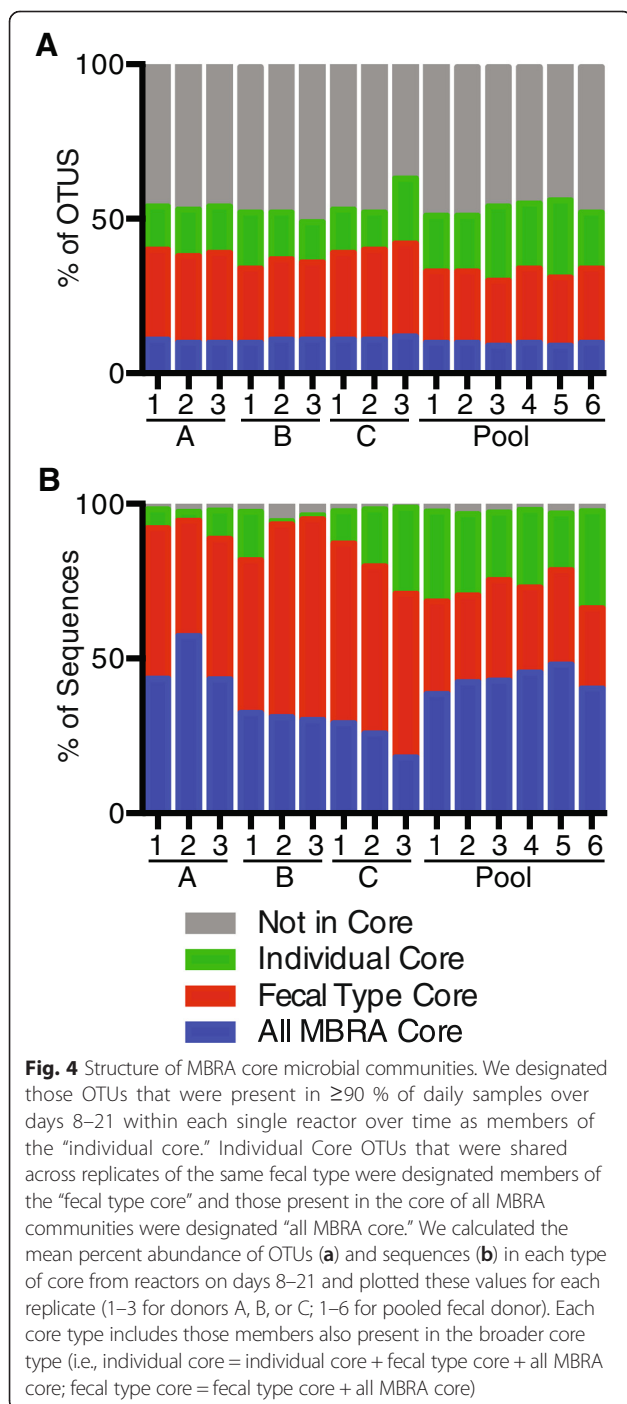 A
100
50
0
% of OTUS
1 2 3 1 2 3 1 2 3 1 2 3 4 5 6
A B C Pool
B
100
50
0
% of Sequences
1 2 3 1 2 3 1 2 3 1 2 3 4 5 6
A B C Pool
Not in Core
Individual Core
Fecal Type Core
All MBRA Core
Fig. 4 Structure of MBRA core microbial communities. We designated
those OTUs that were present in ≥90 % of daily samples over
days 8–21 within each single reactor over time as members of
the “individual core.” Individual Core OTUs that were shared
across replicates of the same fecal type were designated members of
the “fecal type core” and those present in the core of all MBRA
communities were designated “all MBRA core.” We calculated the
mean percent abundance of OTUs (a) and sequences (b) in each type
of core from reactors on days 8–21 and plotted these values for each
replicate (1–3 for donors A, B, or C; 1–6 for pooled fecal donor). Each
core type includes those members also present in the broader core
type (i.e., individual core = individual core + fecal type core + all MBRA
core; fecal type core = fecal type core + all MBRA core)